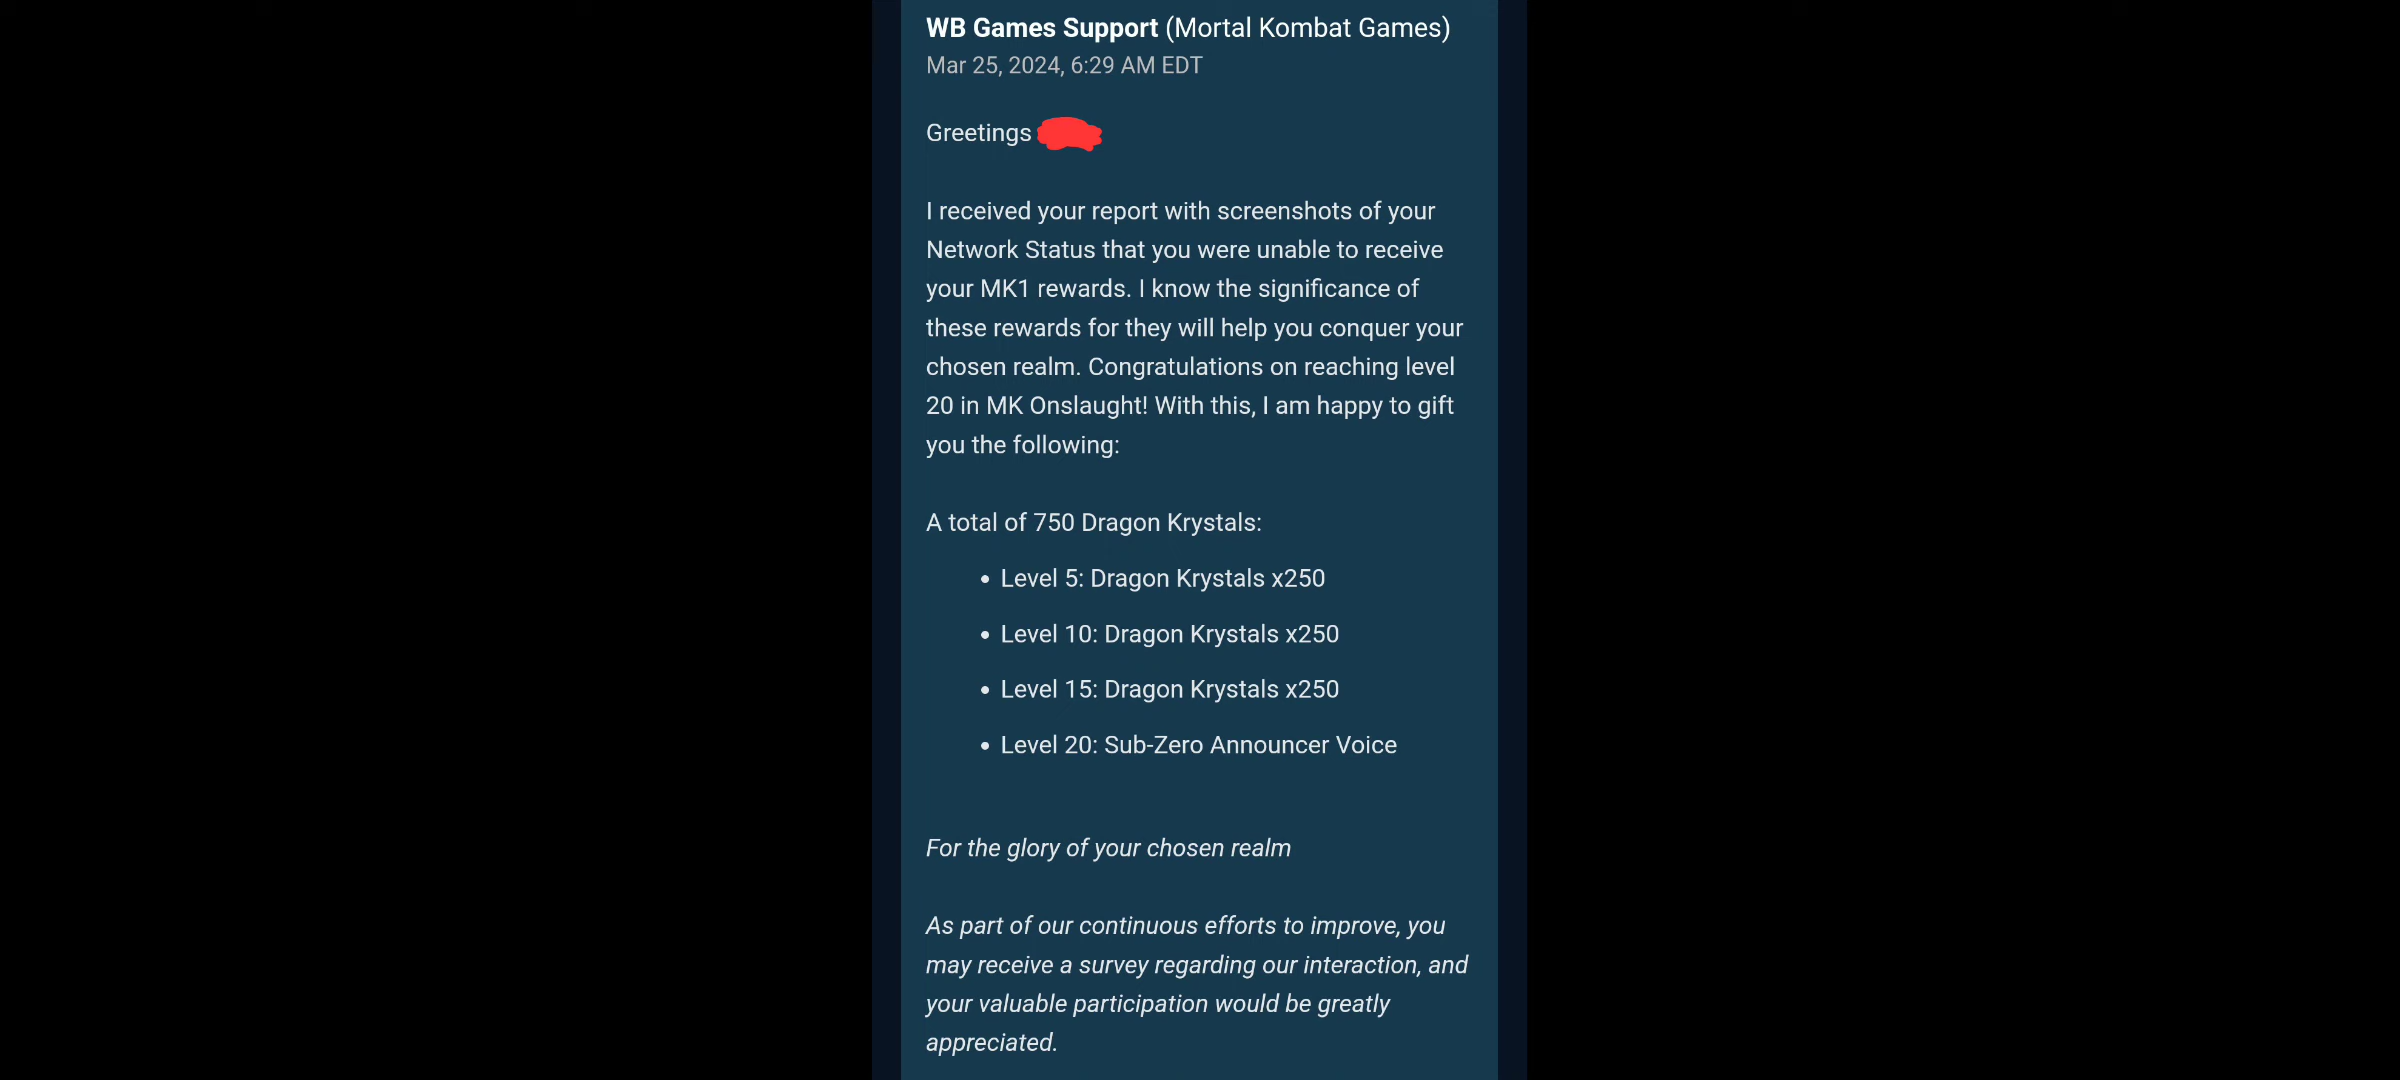 WB Games Support (Mortal Kombat Games)
Mar 25, 2024, 6:29 AM EDT
Greetings
I received your report with screenshots of your
Network Status that you were unable to receive
your MK1 rewards. I know the significance of
these rewards for they will help you conquer your
chosen realm. Congratulations on reaching level
20 in MK Onslaught! With this, I am happy to gift
you the following:
A total of 750 Dragon Krystals:
• Level 5: Dragon Krystals x250
• Level 10: Dragon Krystals x250
• Level 15: Dragon Krystals x250
• Level 20: Sub-Zero Announcer Voice
For the glory of your chosen realm
As part of our continuous efforts to improve, you
may receive a survey regarding our interaction, and
your valuable participation would be greatly
appreciated.